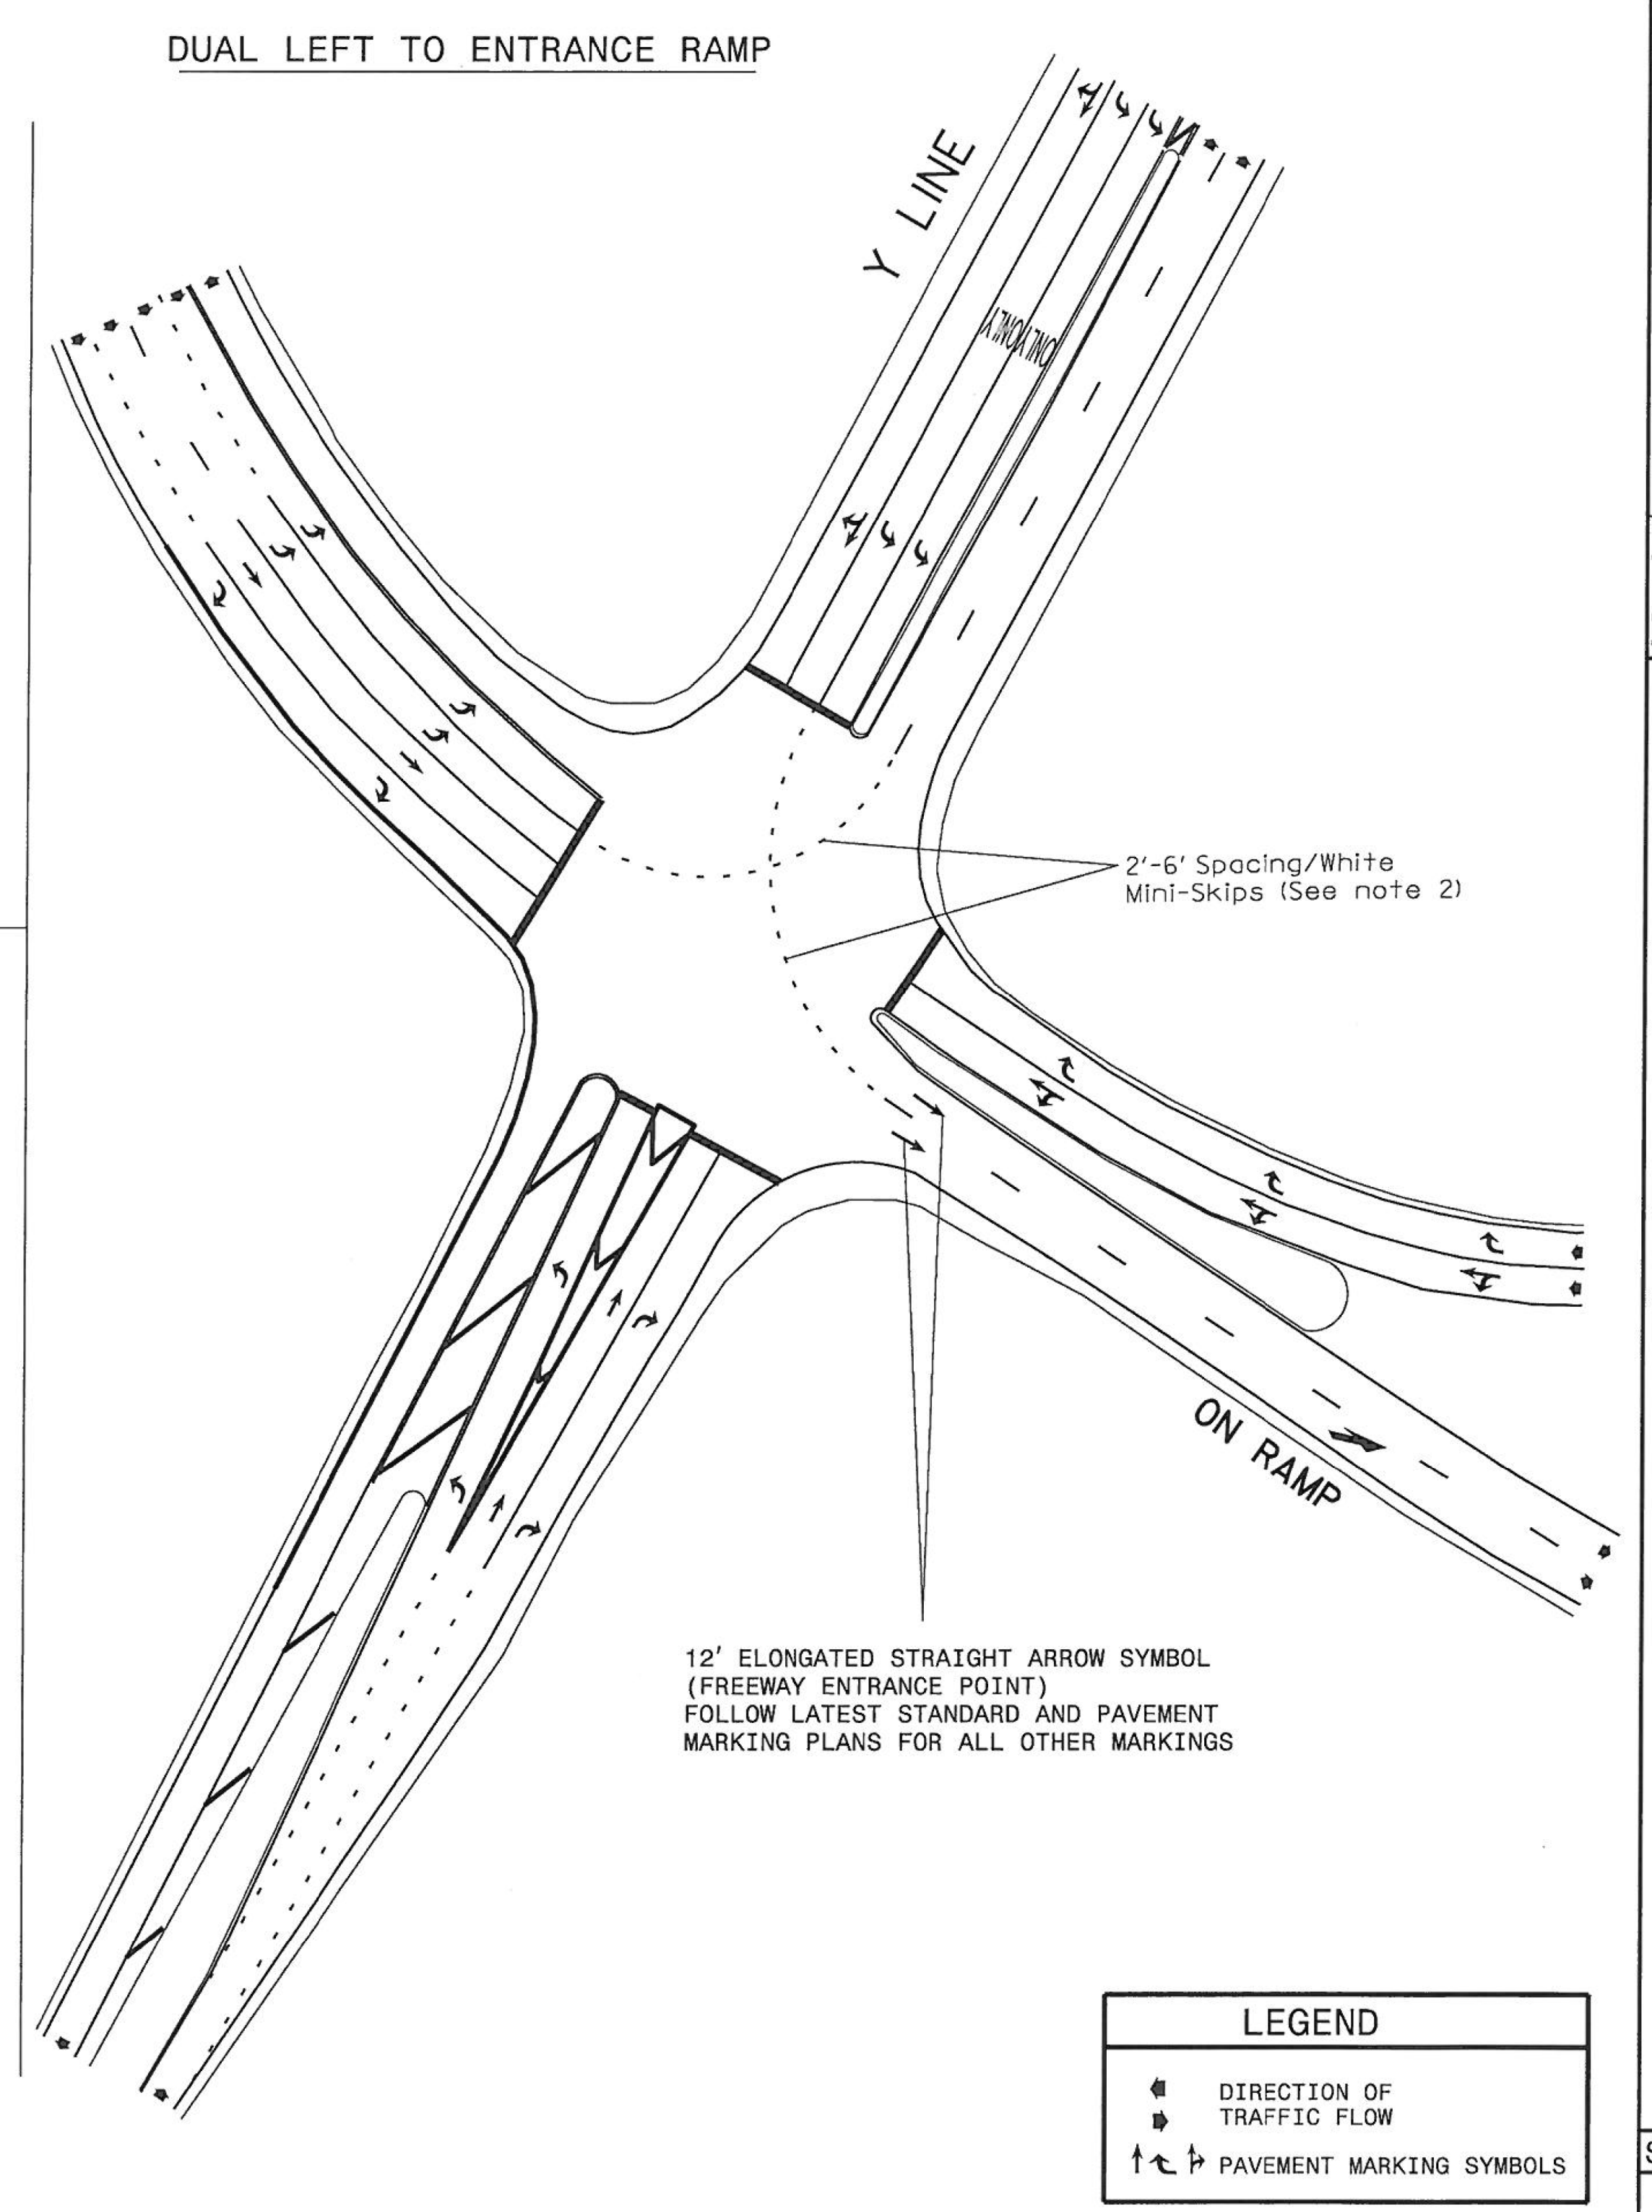 DUAL LEFT TO ENTRANCE RAMP
Y LINE
ONLY ONLY
2'-6' Spacing/White
Mini-Skips (See note 2)
ON RAMP
12' ELONGATED STRAIGHT ARROW SYMBOL
(FREEWAY ENTRANCE POINT)
FOLLOW LATEST STANDARD AND PAVEMENT
MARKING PLANS FOR ALL OTHER MARKINGS
LEGEND
DIRECTION OF
TRAFFIC FLOW
PAVEMENT MARKING SYMBOLS